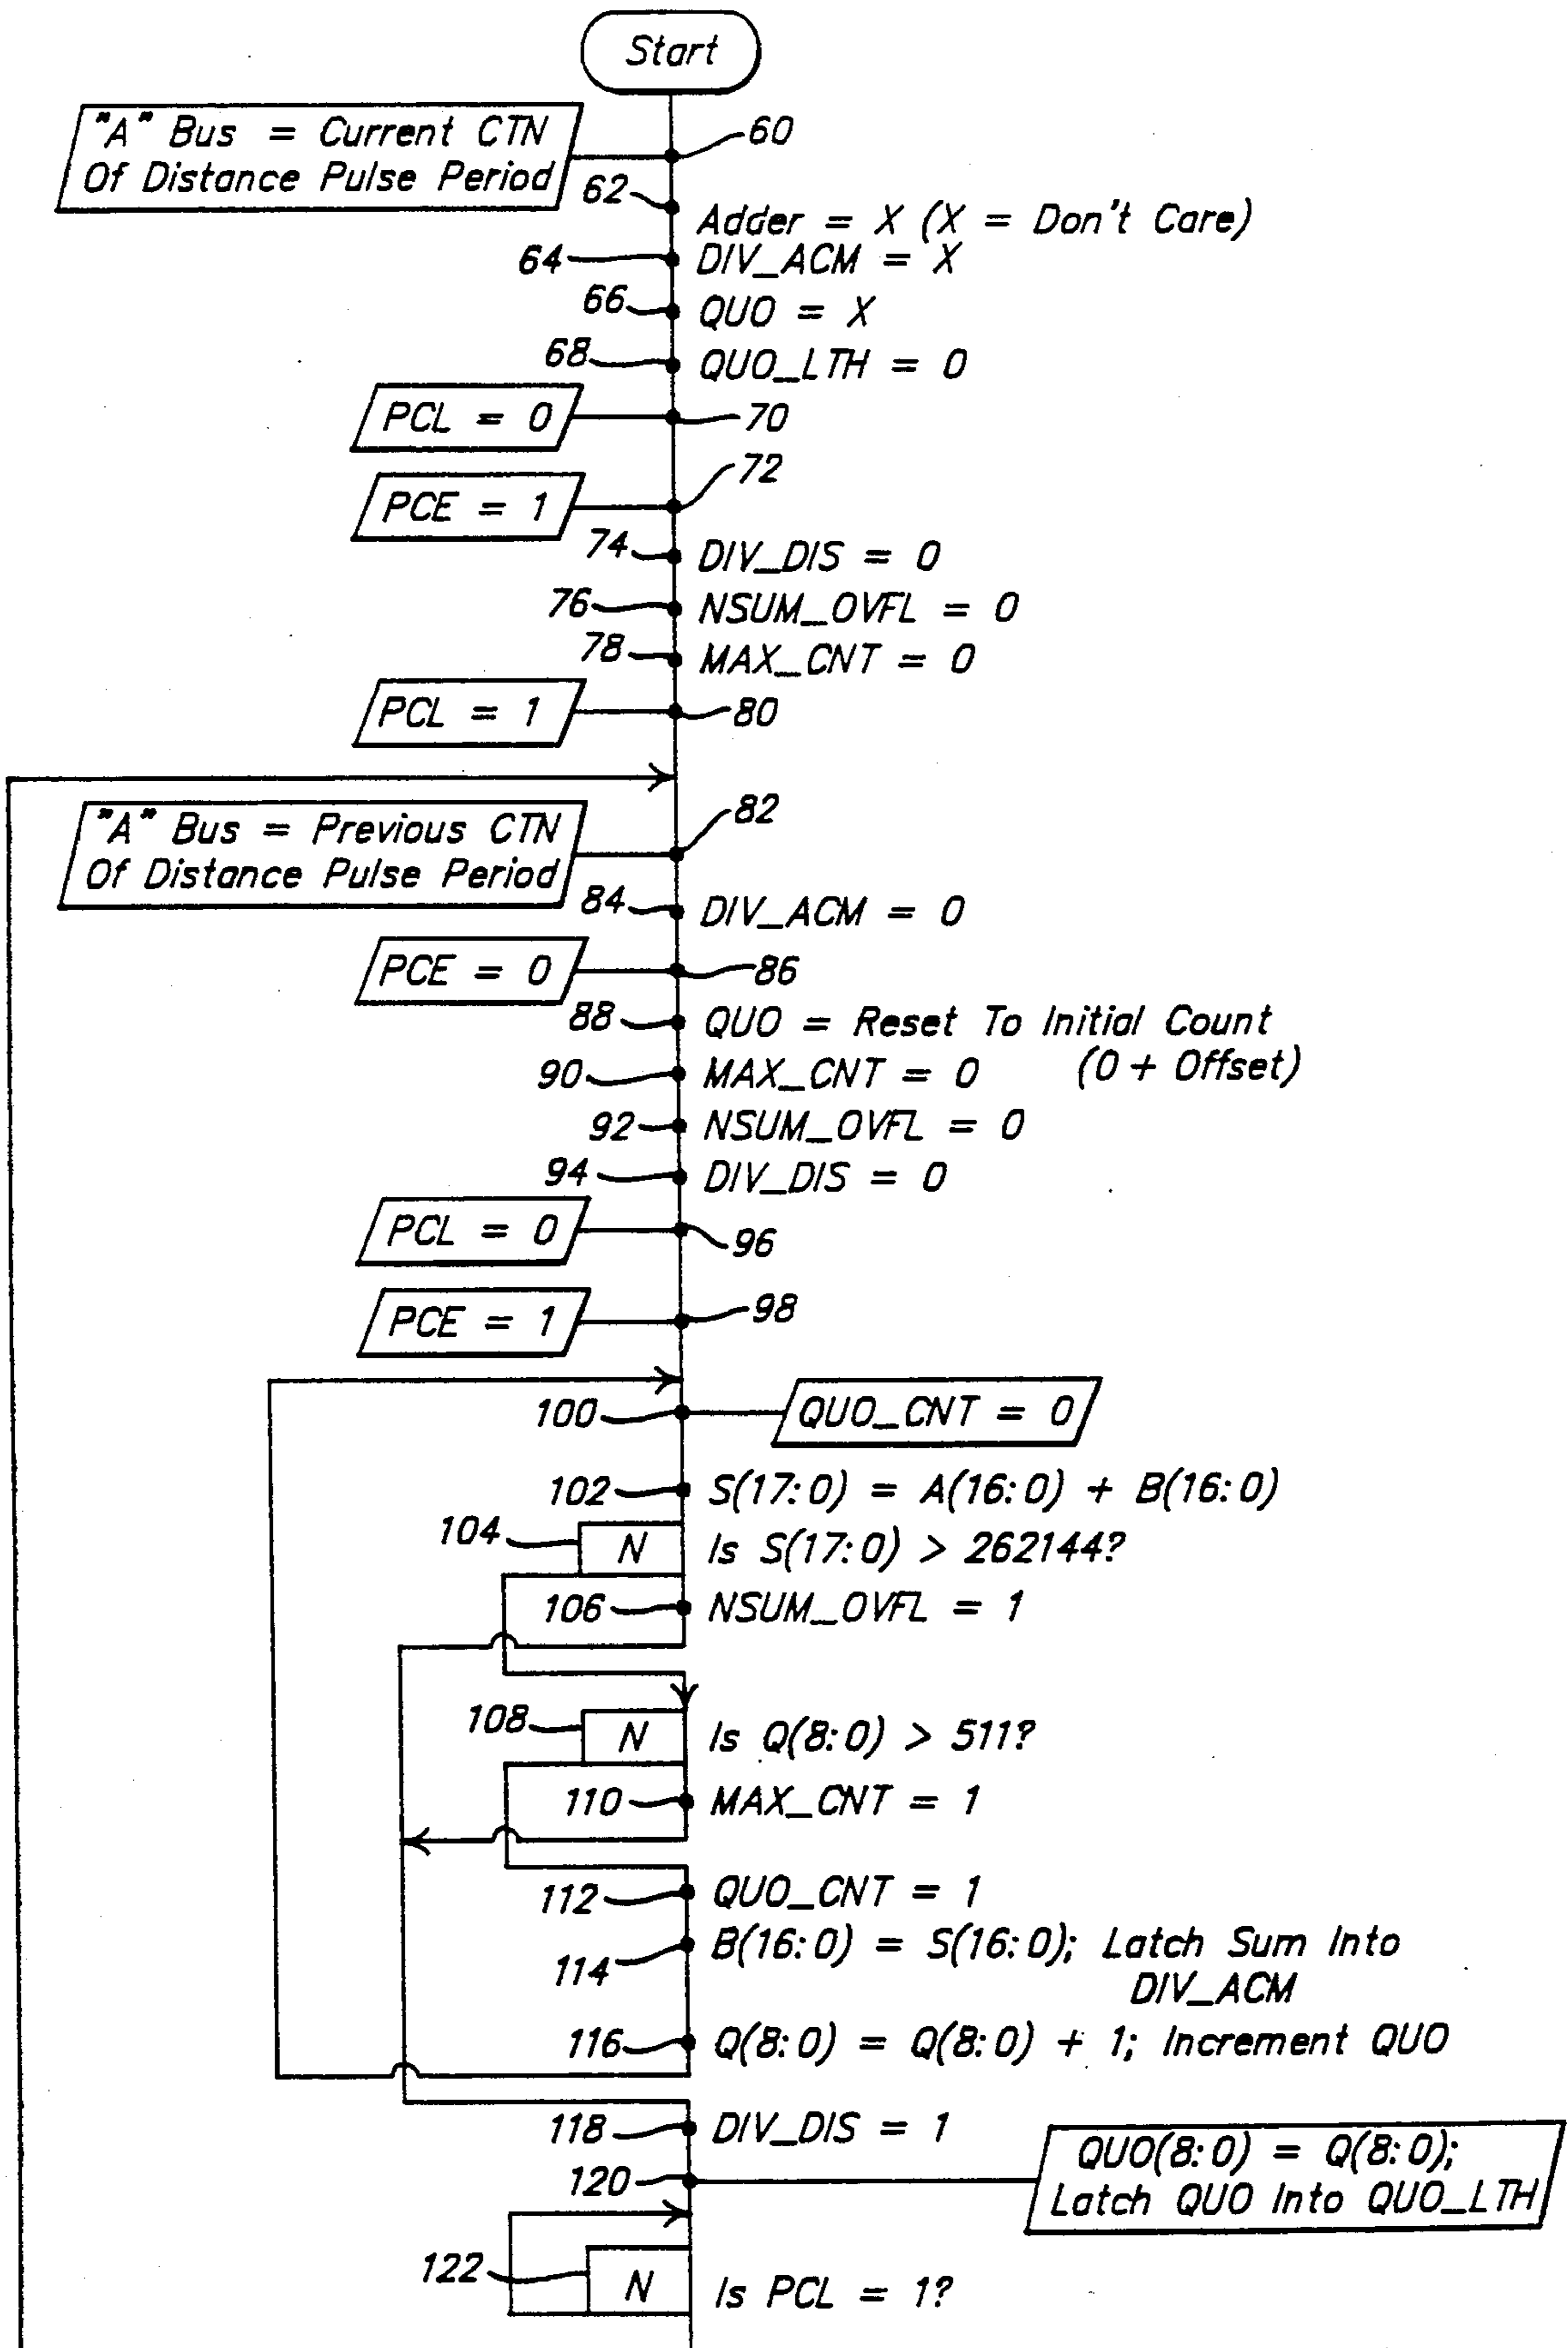 Start
"A" Bus = Current CTN
Of Distance Pulse Period
60
62
Adder = X (X = Don't Care)
64
DIV_ACM = X
66
QUO = X
68
QUO_LTH = 0
PCL = 0
70
PCE = 1
72
74
DIV_DIS = 0
76
NSUM_OVFL = 0
78
MAX_CNT = 0
PCL = 1
80
"A" Bus = Previous CTN
Of Distance Pulse Period
82
84
DIV_ACM = 0
PCE = 0
86
88
QUO = Reset To Initial Count
(0 + Offset)
90
MAX_CNT = 0
92
NSUM_OVFL = 0
94
DIV_DIS = 0
PCL = 0
96
PCE = 1
98
100
QUO_CNT = 0
102
S(17:0) = A(16:0) + B(16:0)
104
N
Is S(17:0) > 262144?
106
NSUM_OVFL = 1
108
N
Is Q(8:0) > 511?
110
MAX_CNT = 1
112
QUO_CNT = 1
114
B(16:0) = S(16:0); Latch Sum Into
DIV_ACM
116
Q(8:0) = Q(8:0) + 1; Increment QUO
118
DIV_DIS = 1
120
QUO(8:0) = Q(8:0);
Latch QUO Into QUO_LTH
122
N
Is PCL = 1?